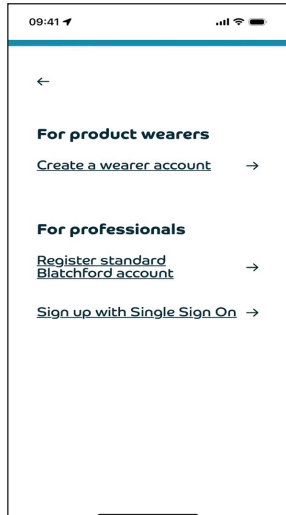 09:41
For product wearers
Create a wearer account
For professionals
Register standard
Blatchford account
Sign up with Single Sign On